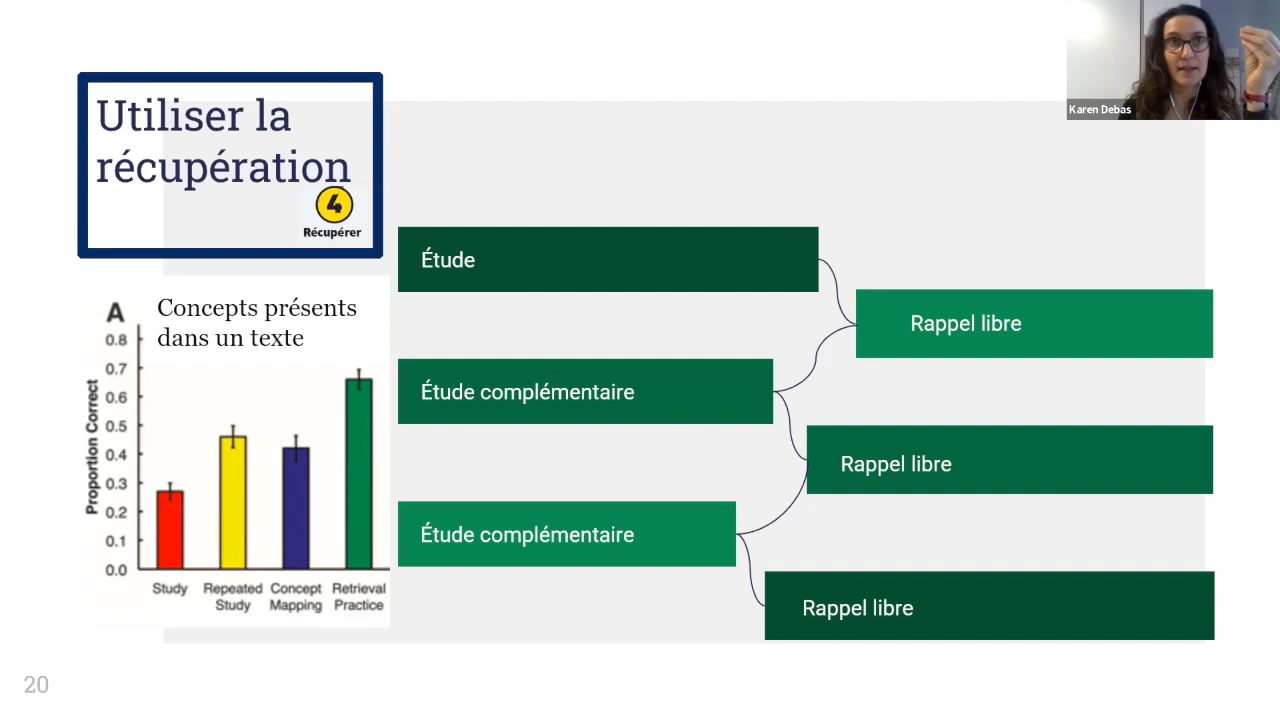 Karen Debas
Utiliser la
récupération
4
Récupérer
A
Concepts présents
dans un texte
Proportion Correct
0.8
0.7
0.6
0.5
0.4
0.3
0.2
0.1
0.0
Study
Repeated
Study
Concept
Mapping
Retrieval
Practice
Étude
Rappel libre
Étude complémentaire
Rappel libre
Étude complémentaire
Rappel libre
20